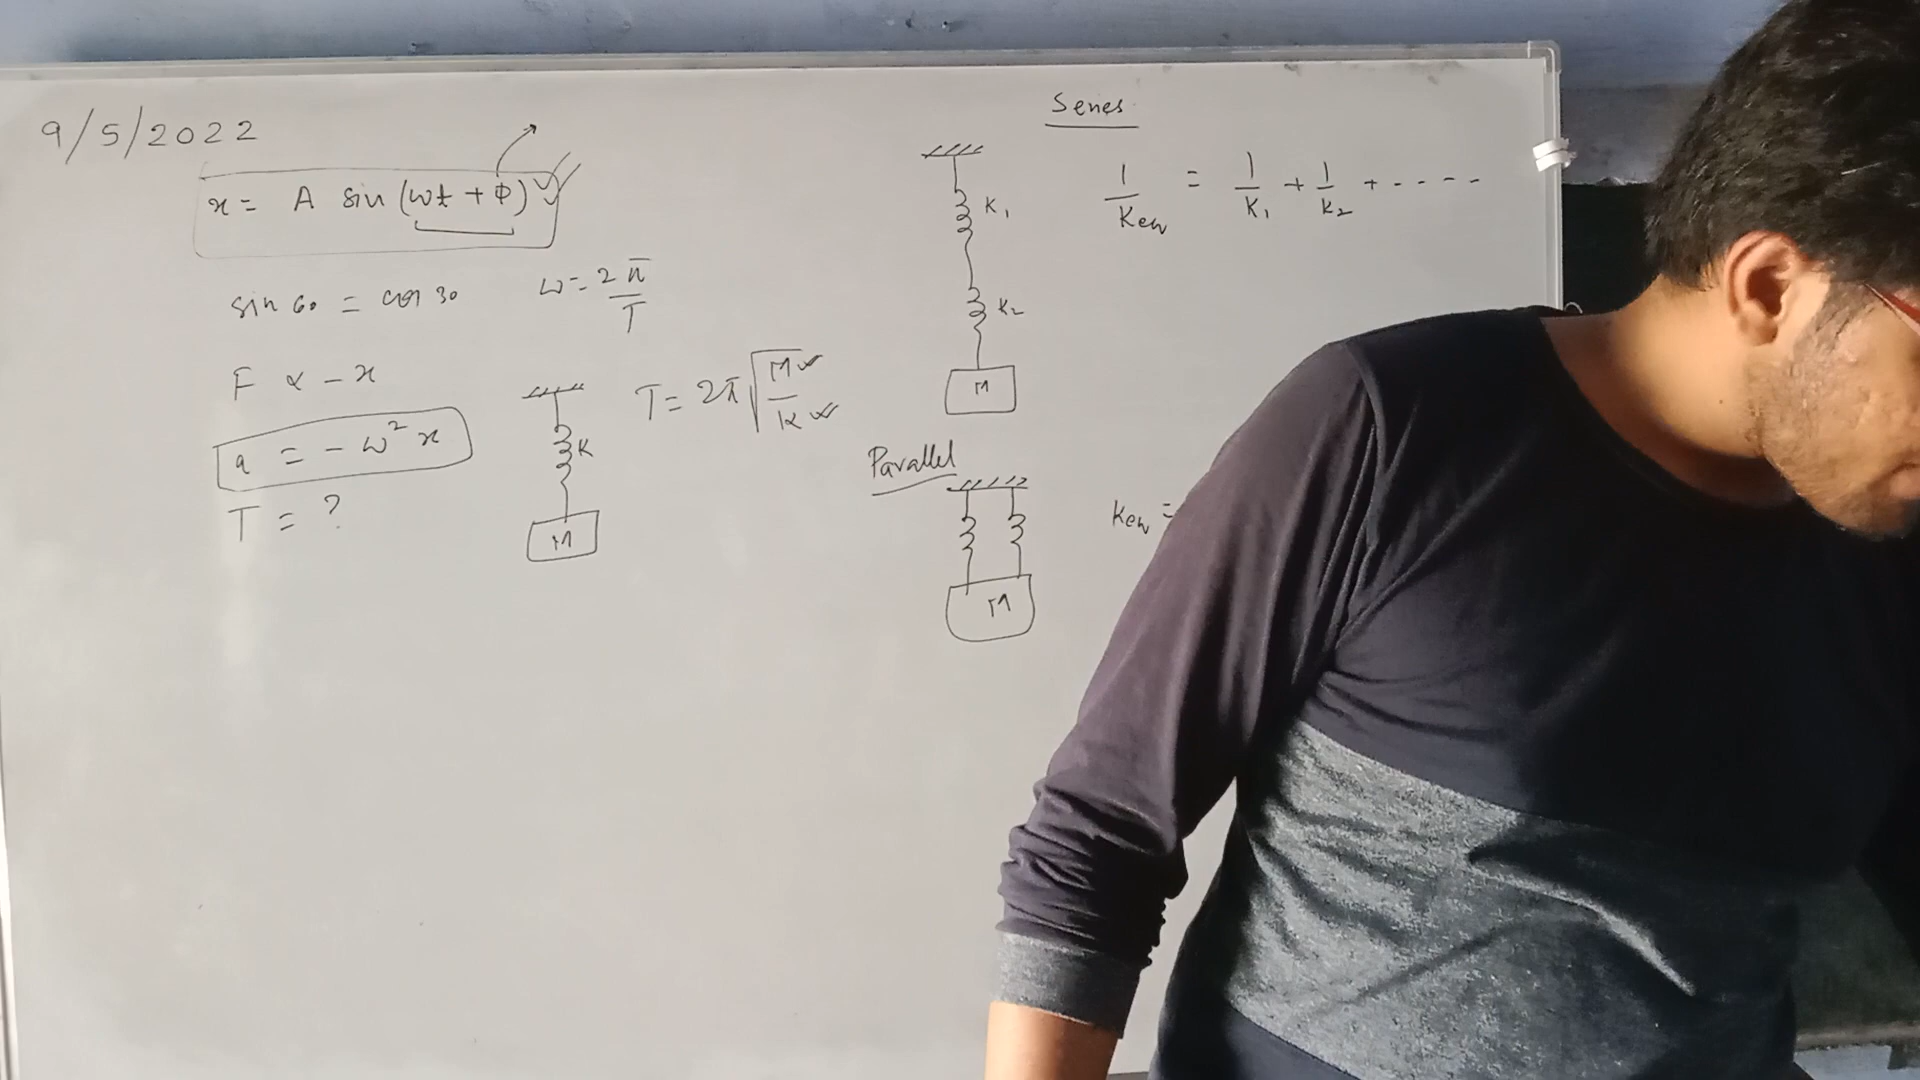 9/5/2022
x = A sin (ωt + Φ)
sin 60 = cos 30
ω = 2π/T
F ∝ -x
a = -ω² x
T = ?
K
M
T = 2π √(M/K)
Series
K₁
K₂
M
1/Keq = 1/K₁ + 1/K₂ + - - - -
Parallel
M
Keq =